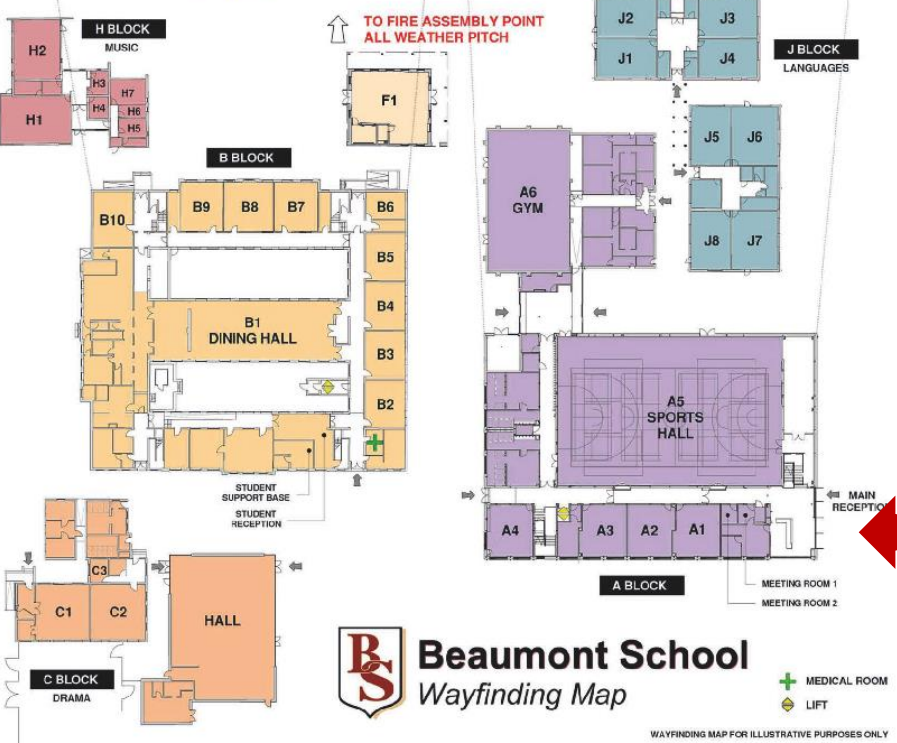 H BLOCK
MUSIC
H2
H1
H3
H4
H7
H6
H5
TO FIRE ASSEMBLY POINT
ALL WEATHER PITCH
F1
J2
J3
J1
J4
J BLOCK
LANGUAGES
J5
J6
J8
J7
B BLOCK
B10
B9
B8
B7
B6
B5
B4
B3
B2
B1
DINING HALL
STUDENT
SUPPORT BASE
STUDENT
RECEPTION
A6
GYM
A5
SPORTS
HALL
A4
A3
A2
A1
MAIN
RECEPTION
A BLOCK
MEETING ROOM 1
MEETING ROOM 2
C3
C1
C2
HALL
C BLOCK
DRAMA
BS
Beaumont School
Wayfinding Map
MEDICAL ROOM
LIFT
WAYFINDING MAP FOR ILLUSTRATIVE PURPOSES ONLY